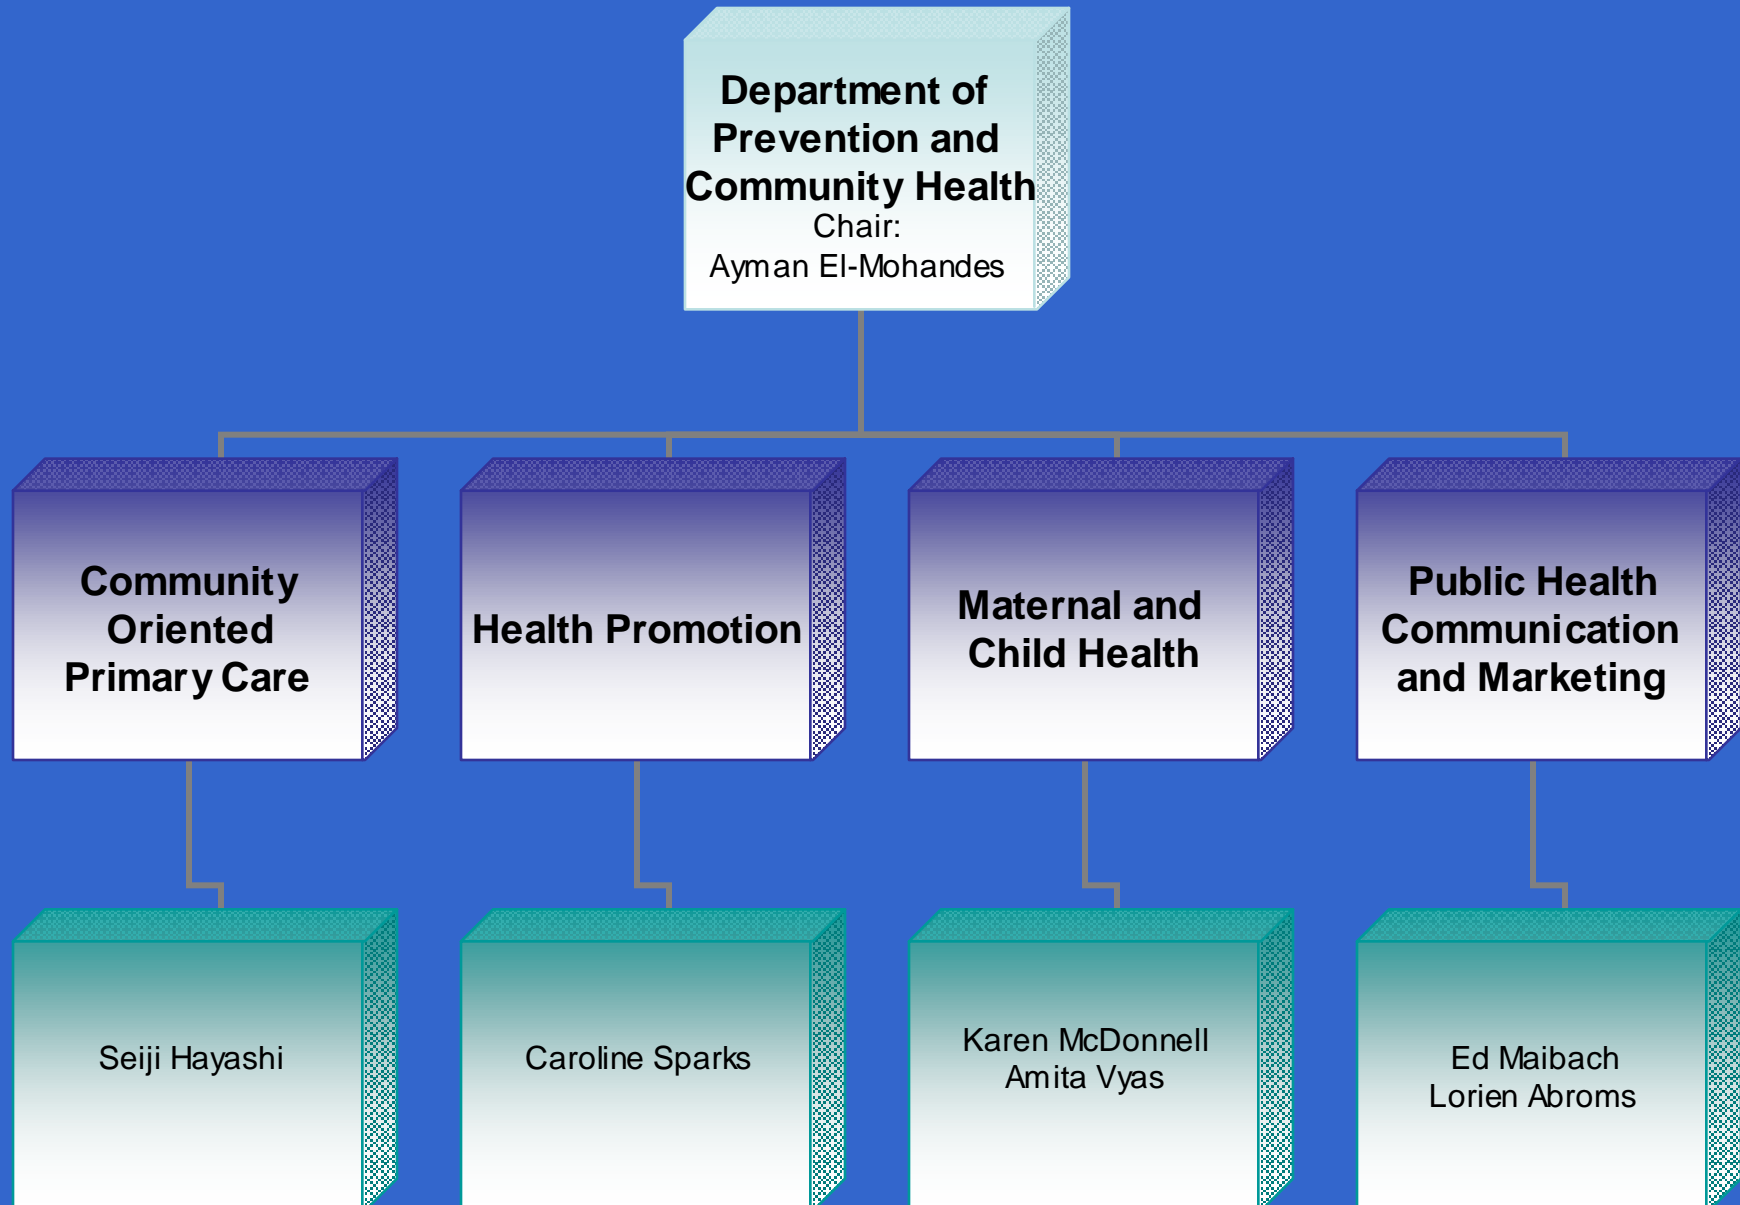 Department of
Prevention and
Community Health
Chair:
Ayman El-Mohandes
Community
Oriented
Primary Care
Health Promotion
Maternal and
Child Health
Public Health
Communication
and Marketing
Seiji Hayashi
Caroline Sparks
Karen McDonnell
Amita Vyas
Ed Maibach
Lorien Abroms